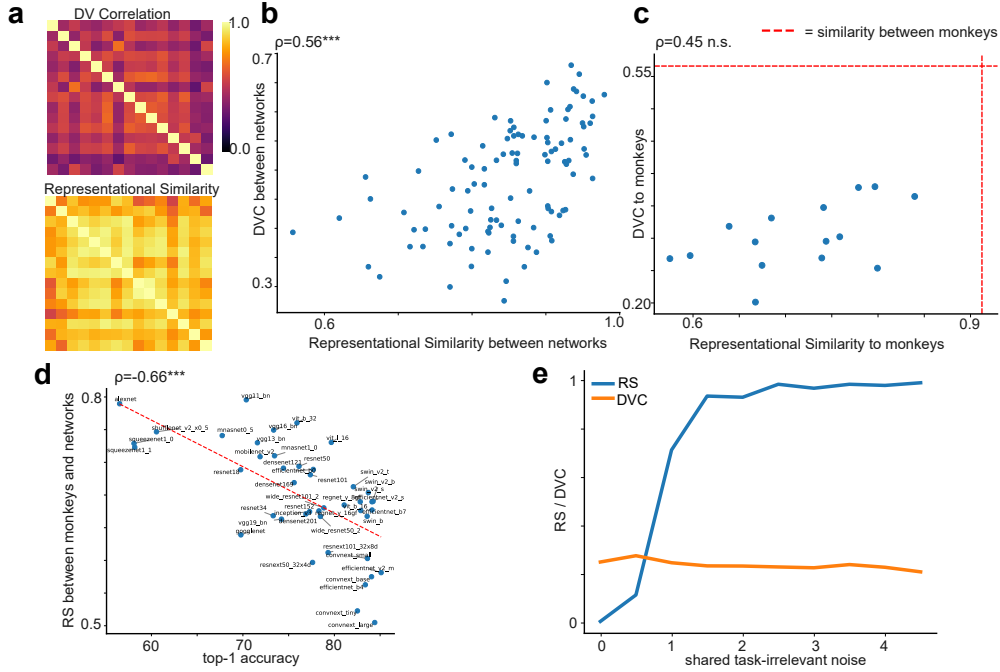 a
DV Correlation
1.0
0.0
Representational Similarity
b
ρ=0.56***
0.7
0.3
DVC between networks
0.6
1.0
Representational Similarity between networks
c
= similarity between monkeys
ρ=0.45 n.s.
0.55
0.20
DVC to monkeys
0.6
0.9
Representational Similarity to monkeys
d
ρ=-0.66***
0.8
0.5
RS between monkeys and networks
alexnet
vgg11_bn
shufflenet_v2_x0_5
squeezenet1_0
squeezenet1_1
mnasnet0_5
vgg16_bn
vit_b_32
vgg13_bn
vit_l_16
mobilenet_v2
mnasnet1_0
densenet121
resnet50
resnet18
resnet101
densenet169
swin_v2_t
swin_v2_b
swin_v2_s
wide_resnet101_2
efficientnet_v2_s
resnet34
resnet152
efficientnet_b7
vgg19_bn
densenet201
swin_b
googlenet
wide_resnet50_2
resnext101_32x8d
convnext_small
resnext50_32x4d
efficientnet_v2_m
convnext_base
efficientnet_b4
convnext_tiny
convnext_large
60
70
80
top-1 accuracy
e
RS
DVC
1
0
RS / DVC
0
1
2
3
4
shared task-irrelevant noise